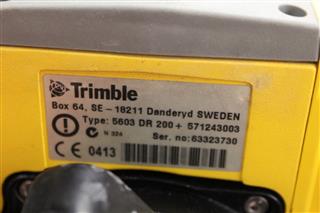 Trimble
Box 64, SE-18211 Danderyd SWEDEN
Type: 5603 DR 200+ 571243003
N 324
Ser. no: 63323730
CE 0413